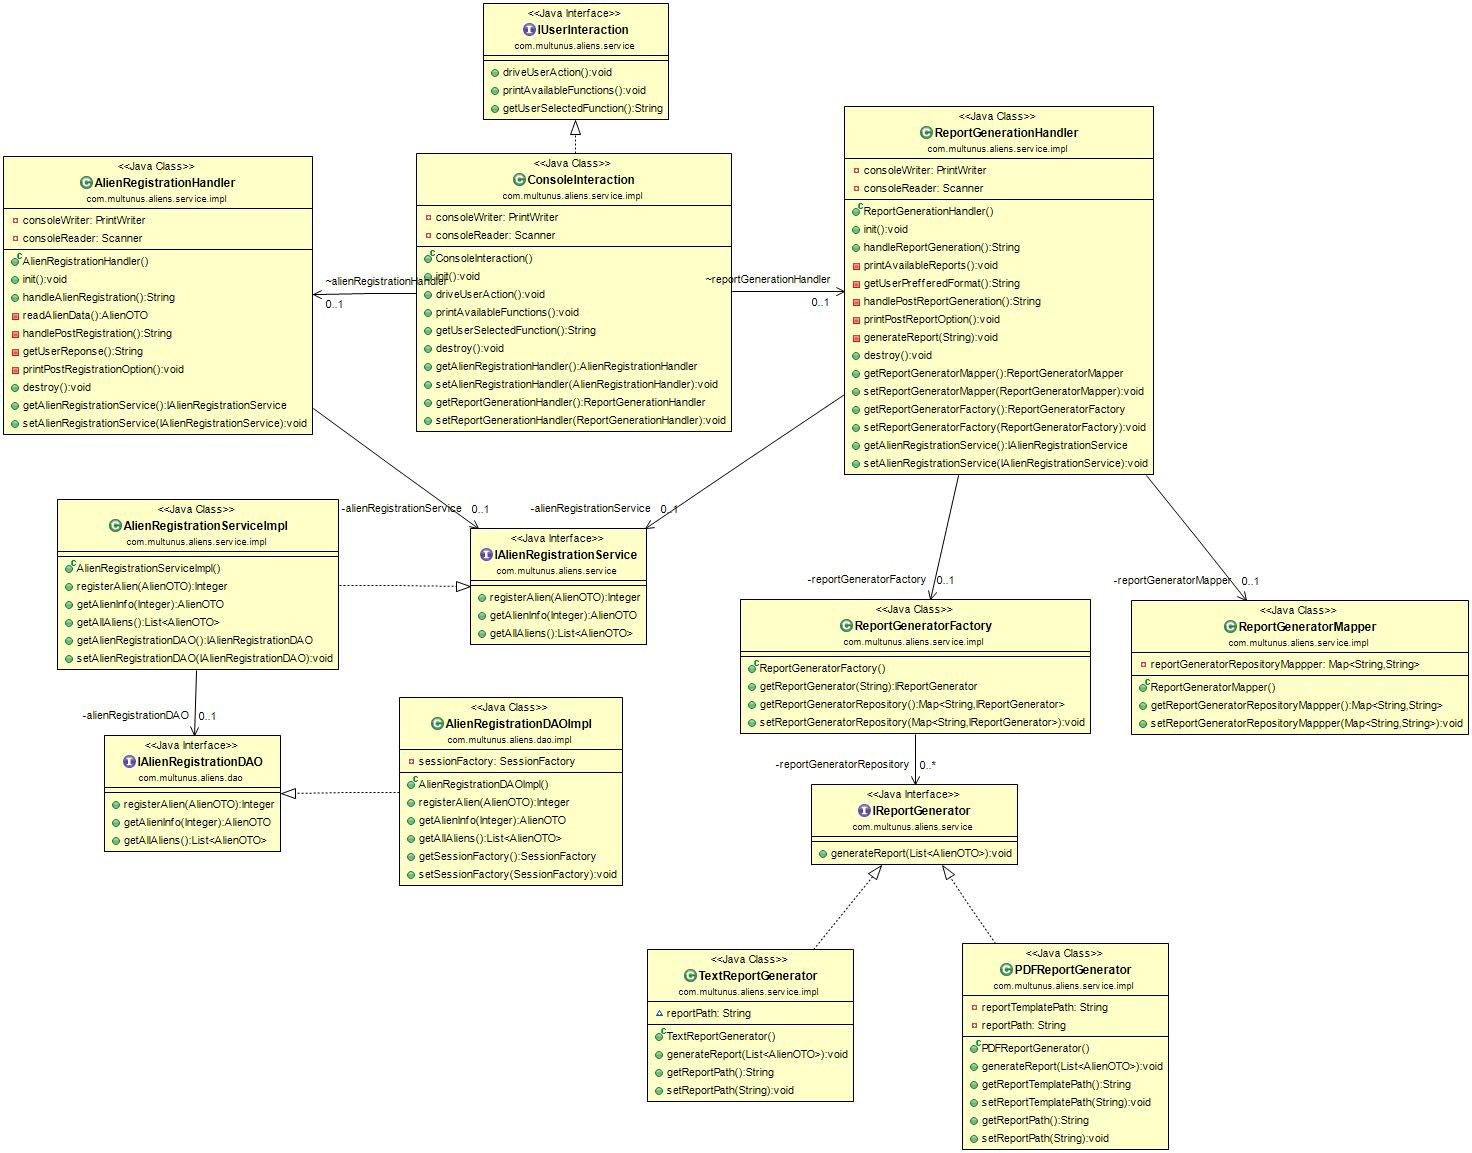 <<Java Interface>>
IUserInteraction
com.multunus.aliens.service
driveUserAction():void
printAvailableFunctions():void
getUserSelectedFunction():String
<<Java Class>>
AlienRegistrationHandler
com.multunus.aliens.service.impl
consoleWriter: PrintWriter
consoleReader: Scanner
AlienRegistrationHandler()
init():void
handleAlienRegistration():String
readAlienData():AlienOTO
handlePostRegistration():String
getUserReponse():String
printPostRegistrationOption():void
destroy():void
getAlienRegistrationService():IAlienRegistrationService
setAlienRegistrationService(IAlienRegistrationService):void
~alienRegistrationHandler
0..1
<<Java Class>>
ConsoleInteraction
com.multunus.aliens.service.impl
consoleWriter: PrintWriter
consoleReader: Scanner
ConsoleInteraction()
init():void
driveUserAction():void
printAvailableFunctions():void
getUserSelectedFunction():String
destroy():void
getAlienRegistrationHandler():AlienRegistrationHandler
setAlienRegistrationHandler(AlienRegistrationHandler):void
getReportGenerationHandler():ReportGenerationHandler
setReportGenerationHandler(ReportGenerationHandler):void
~reportGenerationHandler
0..1
<<Java Class>>
ReportGenerationHandler
com.multunus.aliens.service.impl
consoleWriter: PrintWriter
consoleReader: Scanner
ReportGenerationHandler()
init():void
handleReportGeneration():String
printAvailableReports():void
getUserPrefferedFormat():String
handlePostReportGeneration():String
printPostReportOption():void
generateReport(String):void
destroy():void
getReportGeneratorMapper():ReportGeneratorMapper
setReportGeneratorMapper(ReportGeneratorMapper):void
getReportGeneratorFactory():ReportGeneratorFactory
setReportGeneratorFactory(ReportGeneratorFactory):void
getAlienRegistrationService():IAlienRegistrationService
setAlienRegistrationService(IAlienRegistrationService):void
-alienRegistrationService 0..1
-alienRegistrationService 0..1
<<Java Class>>
AlienRegistrationServiceImpl
com.multunus.aliens.service.impl
AlienRegistrationServiceImpl()
registerAlien(AlienOTO):Integer
getAlienInfo(Integer):AlienOTO
getAllAliens():List<AlienOTO>
getAlienRegistrationDAO():IAlienRegistrationDAO
setAlienRegistrationDAO(IAlienRegistrationDAO):void
<<Java Interface>>
IAlienRegistrationService
com.multunus.aliens.service
registerAlien(AlienOTO):Integer
getAlienInfo(Integer):AlienOTO
getAllAliens():List<AlienOTO>
-reportGeneratorFactory 0..1
-reportGeneratorMapper 0..1
<<Java Class>>
ReportGeneratorFactory
com.multunus.aliens.service.impl
ReportGeneratorFactory()
getReportGenerator(String):IReportGenerator
getReportGeneratorRepository():Map<String,IReportGenerator>
setReportGeneratorRepository(Map<String,IReportGenerator>):void
<<Java Class>>
ReportGeneratorMapper
com.multunus.aliens.service.impl
reportGeneratorRepositoryMappper: Map<String,String>
ReportGeneratorMapper()
getReportGeneratorRepositoryMappper():Map<String,String>
setReportGeneratorRepositoryMappper(Map<String,String>):void
-alienRegistrationDAO 0..1
<<Java Interface>>
IAlienRegistrationDAO
com.multunus.aliens.dao
registerAlien(AlienOTO):Integer
getAlienInfo(Integer):AlienOTO
getAllAliens():List<AlienOTO>
<<Java Class>>
AlienRegistrationDAOImpl
com.multunus.aliens.dao.impl
sessionFactory: SessionFactory
AlienRegistrationDAOImpl()
registerAlien(AlienOTO):Integer
getAlienInfo(Integer):AlienOTO
getAllAliens():List<AlienOTO>
getSessionFactory():SessionFactory
setSessionFactory(SessionFactory):void
-reportGeneratorRepository 0..*
<<Java Interface>>
IReportGenerator
com.multunus.aliens.service
generateReport(List<AlienOTO>):void
<<Java Class>>
TextReportGenerator
com.multunus.aliens.service.impl
reportPath: String
TextReportGenerator()
generateReport(List<AlienOTO>):void
getReportPath():String
setReportPath(String):void
<<Java Class>>
PDFReportGenerator
com.multunus.aliens.service.impl
reportTemplatePath: String
reportPath: String
PDFReportGenerator()
generateReport(List<AlienOTO>):void
getReportTemplatePath():String
setReportTemplatePath(String):void
getReportPath():String
setReportPath(String):void